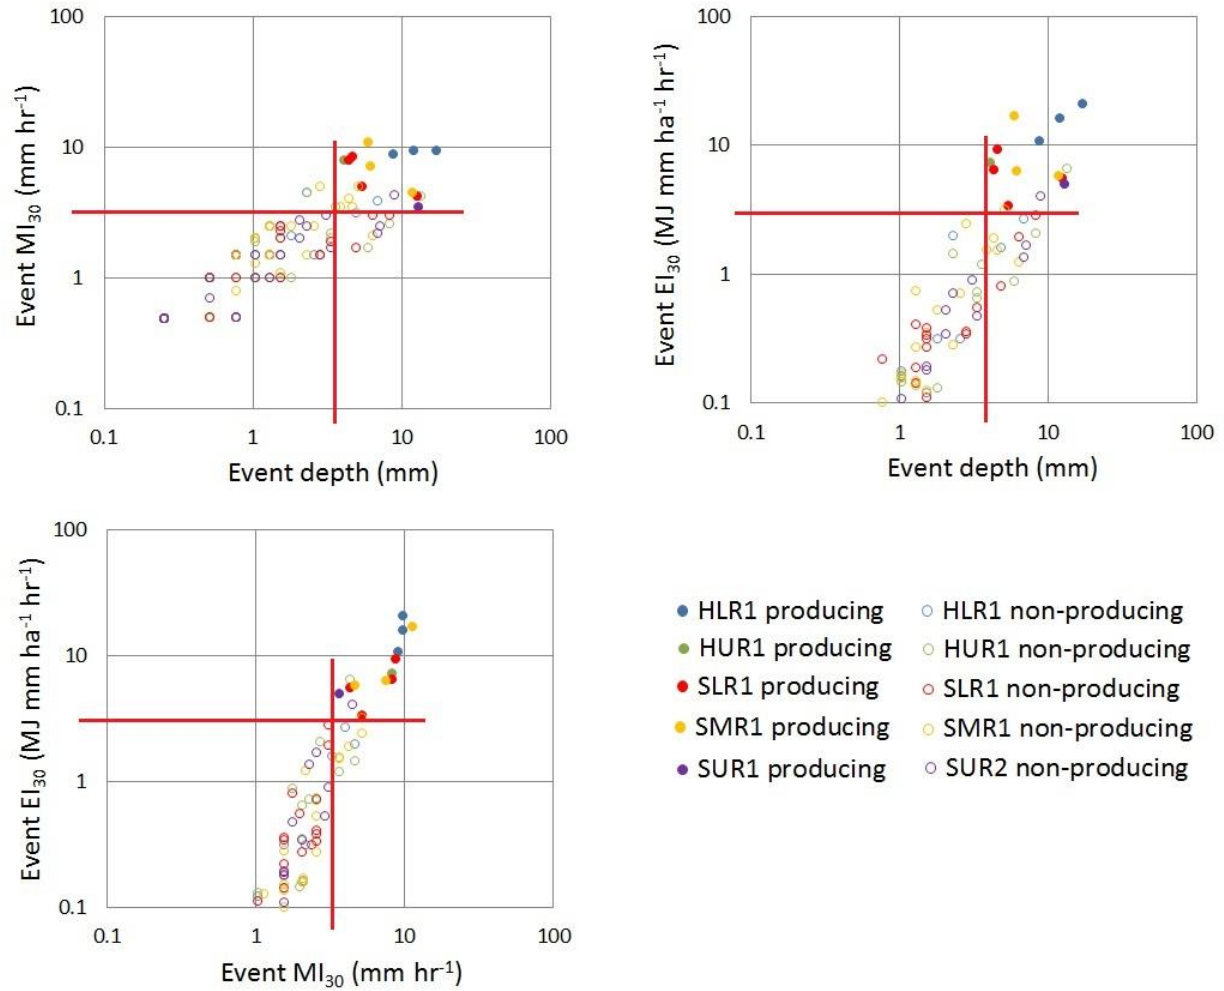 100
10
1
0.1
0.1 1 10 100
Event MI30 (mm hr-1)
Event depth (mm)
100
10
1
0.1
0.1 1 10 100
Event EI30 (MJ mm ha-1 hr-1)
Event depth (mm)
100
10
1
0.1
0.1 1 10 100
Event EI30 (MJ mm ha-1 hr-1)
Event MI30 (mm hr-1)
HLR1 producing HLR1 non-producing
HUR1 producing HUR1 non-producing
SLR1 producing SLR1 non-producing
SMR1 producing SMR1 non-producing
SUR1 producing SUR2 non-producing